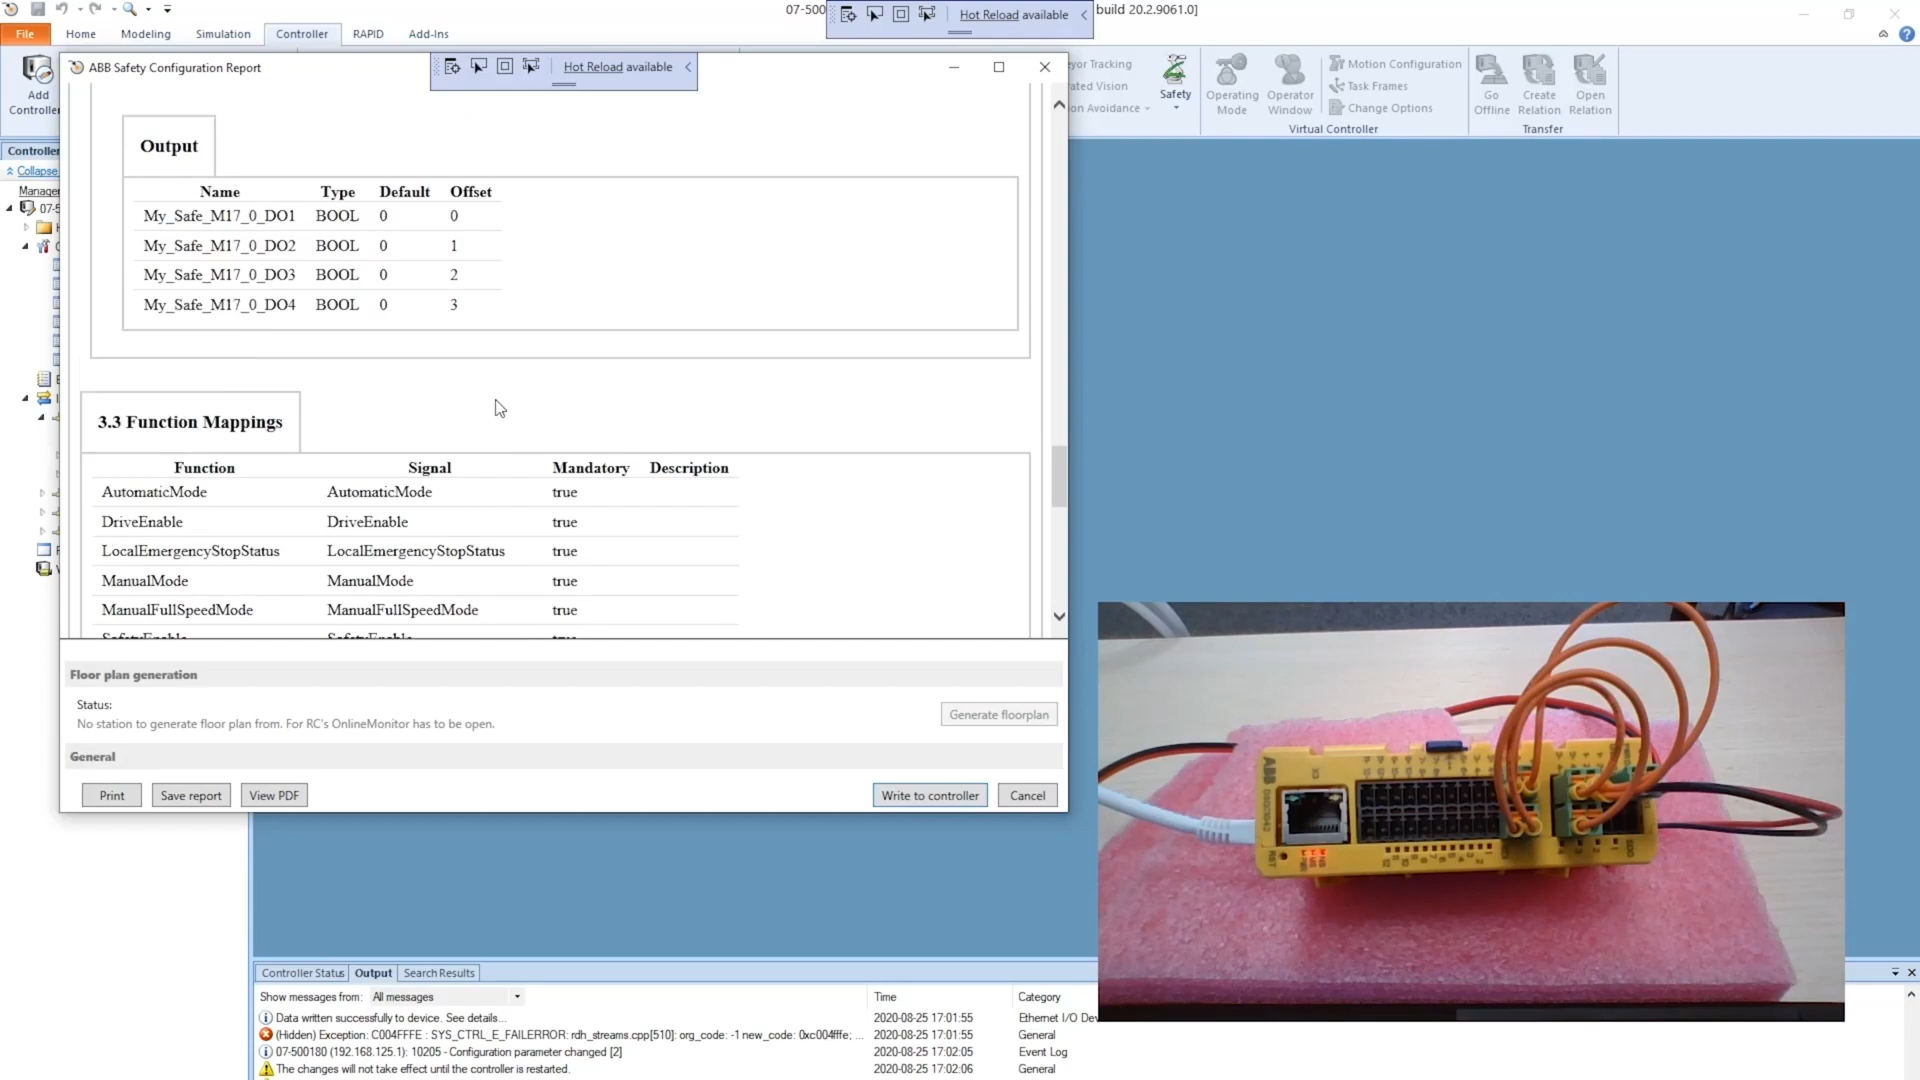 07-500
build 20.2.9061.0]
Hot Reload available
File
Home
Modeling
Simulation
Controller
RAPID
Add-Ins
Add
Controller
ABB Safety Configuration Report
Hot Reload available
eyor Tracking
rated Vision
on Avoidance
Safety
Operating
Mode
Operator
Window
Motion Configuration
Task Frames
Change Options
Virtual Controller
Go
Offline
Create
Relation
Open
Relation
Transfer
Controller
Collapse
Manager
07-5
Output
Name Type Default Offset
My_Safe_M17_0_DO1 BOOL 0 0
My_Safe_M17_0_DO2 BOOL 0 1
My_Safe_M17_0_DO3 BOOL 0 2
My_Safe_M17_0_DO4 BOOL 0 3
3.3 Function Mappings
Function Signal Mandatory Description
AutomaticMode AutomaticMode true
DriveEnable DriveEnable true
LocalEmergencyStopStatus LocalEmergencyStopStatus true
ManualMode ManualMode true
ManualFullSpeedMode ManualFullSpeedMode true
SafetyEnable SafetyEnable true
Floor plan generation
Status:
No station to generate floor plan from. For RC's OnlineMonitor has to be open.
Generate floorplan
General
Print
Save report
View PDF
Write to controller
Cancel
ABB
X3
RST
Controller Status
Output
Search Results
Show messages from: All messages
Time
Category
Data written successfully to device. See details... 2020-08-25 17:01:55 Ethernet I/O Dev
(Hidden) Exception: C004FFFE : SYS_CTRL_E_FAILERROR: rdh_streams.cpp[510]: org_code: -1 new_code: 0xc004fffe; ... 2020-08-25 17:01:55 General
07-500180 (192.168.125.1): 10205 - Configuration parameter changed [2] 2020-08-25 17:02:05 Event Log
The changes will not take effect until the controller is restarted. 2020-08-25 17:02:06 General